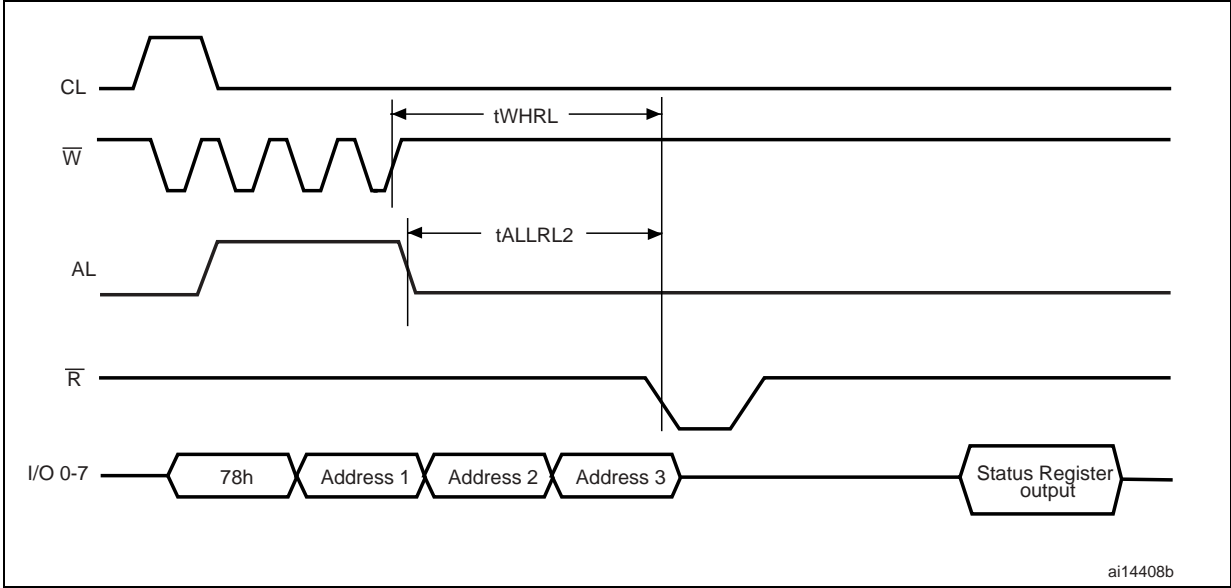 CL
tWHRL
W
tALLRL2
AL
R
I/O 0-7
78h
Address 1
Address 2
Address 3
Status Register
output
ai14408b